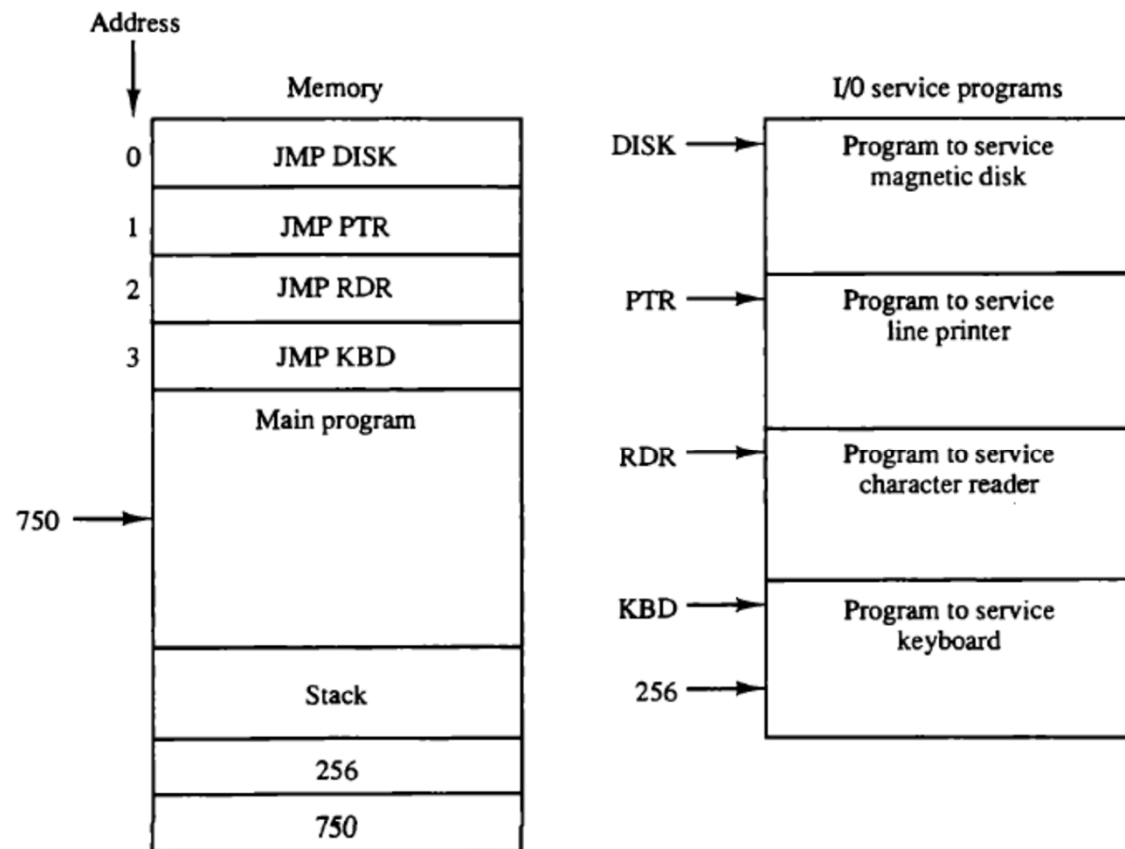 Address
Memory
0
JMP DISK
1
JMP PTR
2
JMP RDR
3
JMP KBD
Main program
750
Stack
256
750
I/0 service programs
DISK
Program to service
magnetic disk
PTR
Program to service
line printer
RDR
Program to service
character reader
KBD
Program to service
keyboard
256